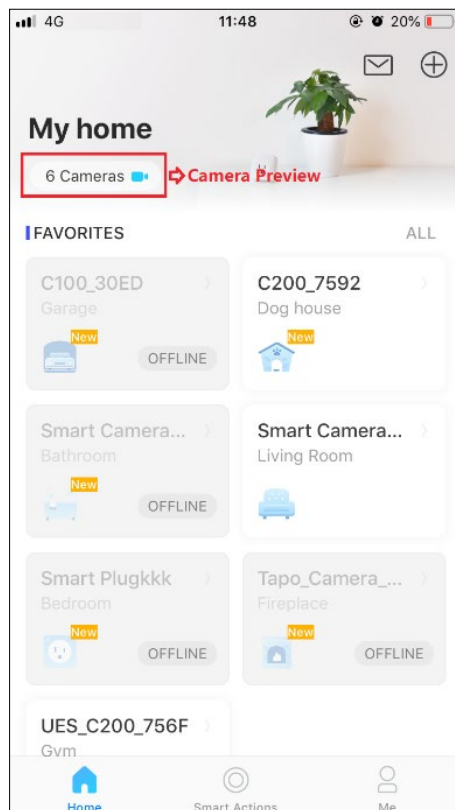 4G 11:48 20%
My home
6 Cameras Camera Preview
FAVORITES ALL
C100_30ED
Garage
New
OFFLINE
C200_7592
Dog house
New
Smart Camera...
Bathroom
New
OFFLINE
Smart Camera...
Living Room
Smart Plugkkk
Bedroom
New
OFFLINE
Tapo_Camera_...
Fireplace
New
OFFLINE
UES_C200_756F
Gym
Home Smart Actions Me